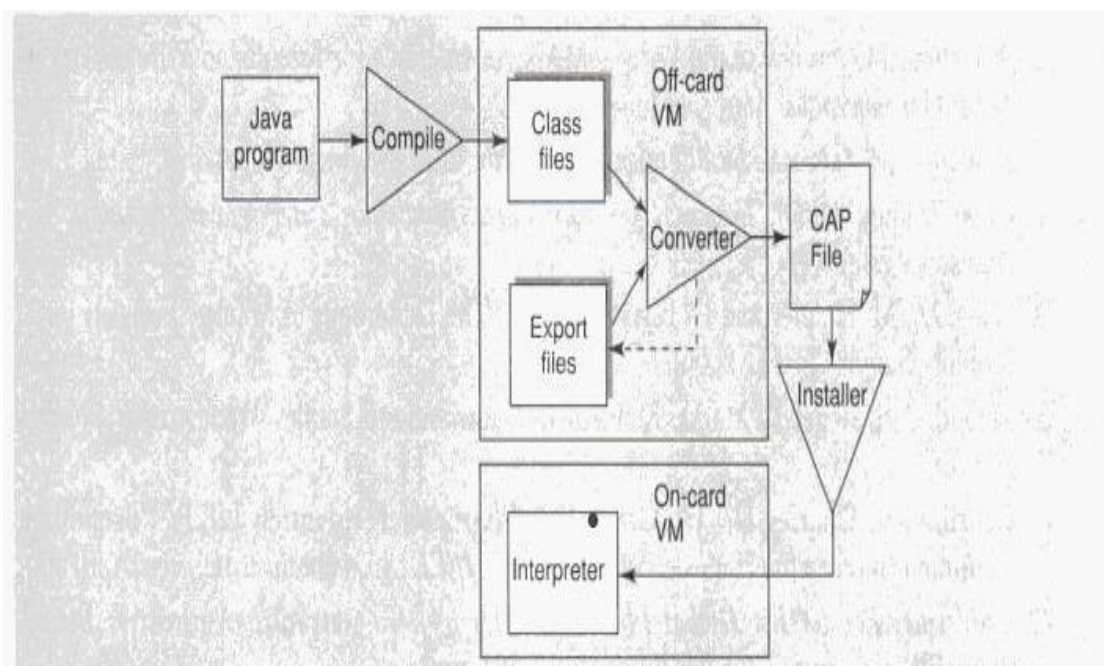 Java
program
Compile
Class
files
Off-card
VM
Converter
CAP
File
Export
files
Installer
On-card
VM
Interpreter